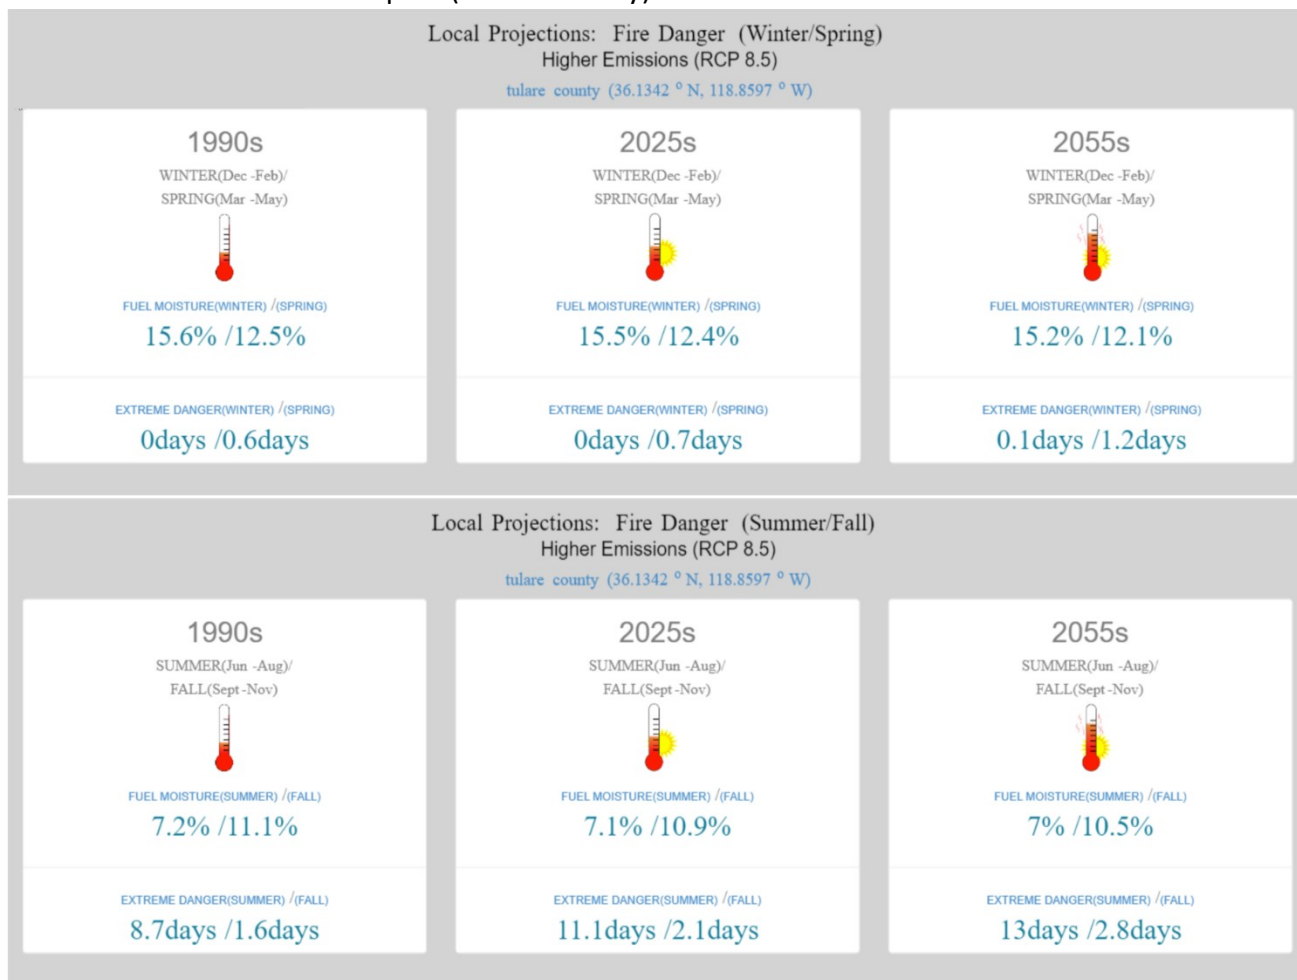 Local Projections: Fire Danger (Winter/Spring)
Higher Emissions (RCP 8.5)
tulare county (36.1342 ° N, 118.8597 ° W)
1990s
WINTER(Dec -Feb)/
SPRING(Mar -May)
FUEL MOISTURE(WINTER) /(SPRING)
15.6% /12.5%
EXTREME DANGER(WINTER) /(SPRING)
0days /0.6days
2025s
WINTER(Dec -Feb)/
SPRING(Mar -May)
FUEL MOISTURE(WINTER) /(SPRING)
15.5% /12.4%
EXTREME DANGER(WINTER) /(SPRING)
0days /0.7days
2055s
WINTER(Dec -Feb)/
SPRING(Mar -May)
FUEL MOISTURE(WINTER) /(SPRING)
15.2% /12.1%
EXTREME DANGER(WINTER) /(SPRING)
0.1days /1.2days
Local Projections: Fire Danger (Summer/Fall)
Higher Emissions (RCP 8.5)
tulare county (36.1342 ° N, 118.8597 ° W)
1990s
SUMMER(Jun -Aug)/
FALL(Sept -Nov)
FUEL MOISTURE(SUMMER) /(FALL)
7.2% /11.1%
EXTREME DANGER(SUMMER) /(FALL)
8.7days /1.6days
2025s
SUMMER(Jun -Aug)/
FALL(Sept -Nov)
FUEL MOISTURE(SUMMER) /(FALL)
7.1% /10.9%
EXTREME DANGER(SUMMER) /(FALL)
11.1days /2.1days
2055s
SUMMER(Jun -Aug)/
FALL(Sept -Nov)
FUEL MOISTURE(SUMMER) /(FALL)
7% /10.5%
EXTREME DANGER(SUMMER) /(FALL)
13days /2.8days